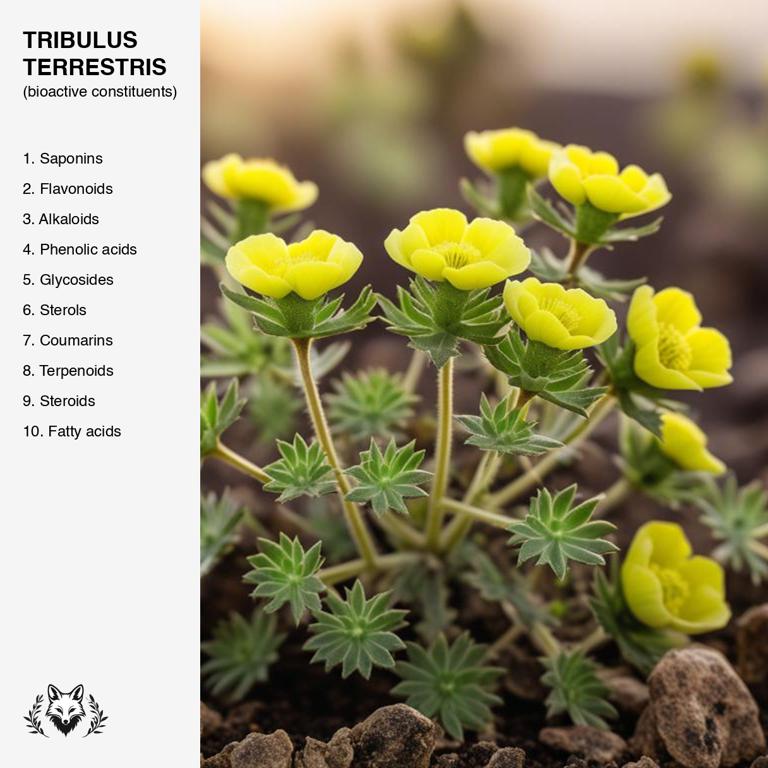 TRIBULUS
TERRESTRIS
(bioactive constituents)
1. Saponins
2. Flavonoids
3. Alkaloids
4. Phenolic acids
5. Glycosides
6. Sterols
7. Coumarins
8. Terpenoids
9. Steroids
10. Fatty acids